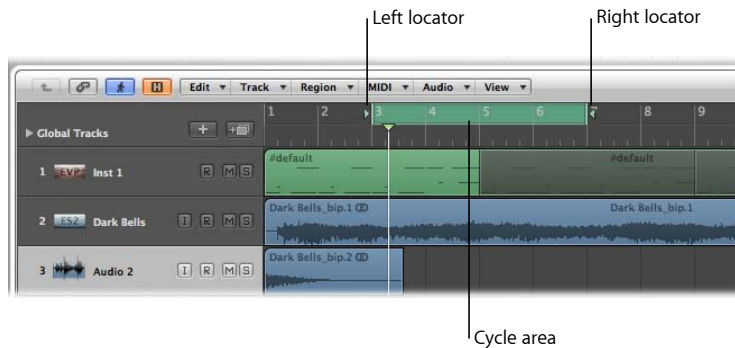 Left locator
Right locator
Edit Track Region MIDI Audio View
1 2 3 4 5 6 7 8 9
Global Tracks
#default #default
1 EVP Inst 1 R M S
Dark Bells_bip.1 Dark Bells_bip.1
2 ES2 Dark Bells I R M S
Dark Bells_bip.2
3 Audio 2 I R M S
Cycle area